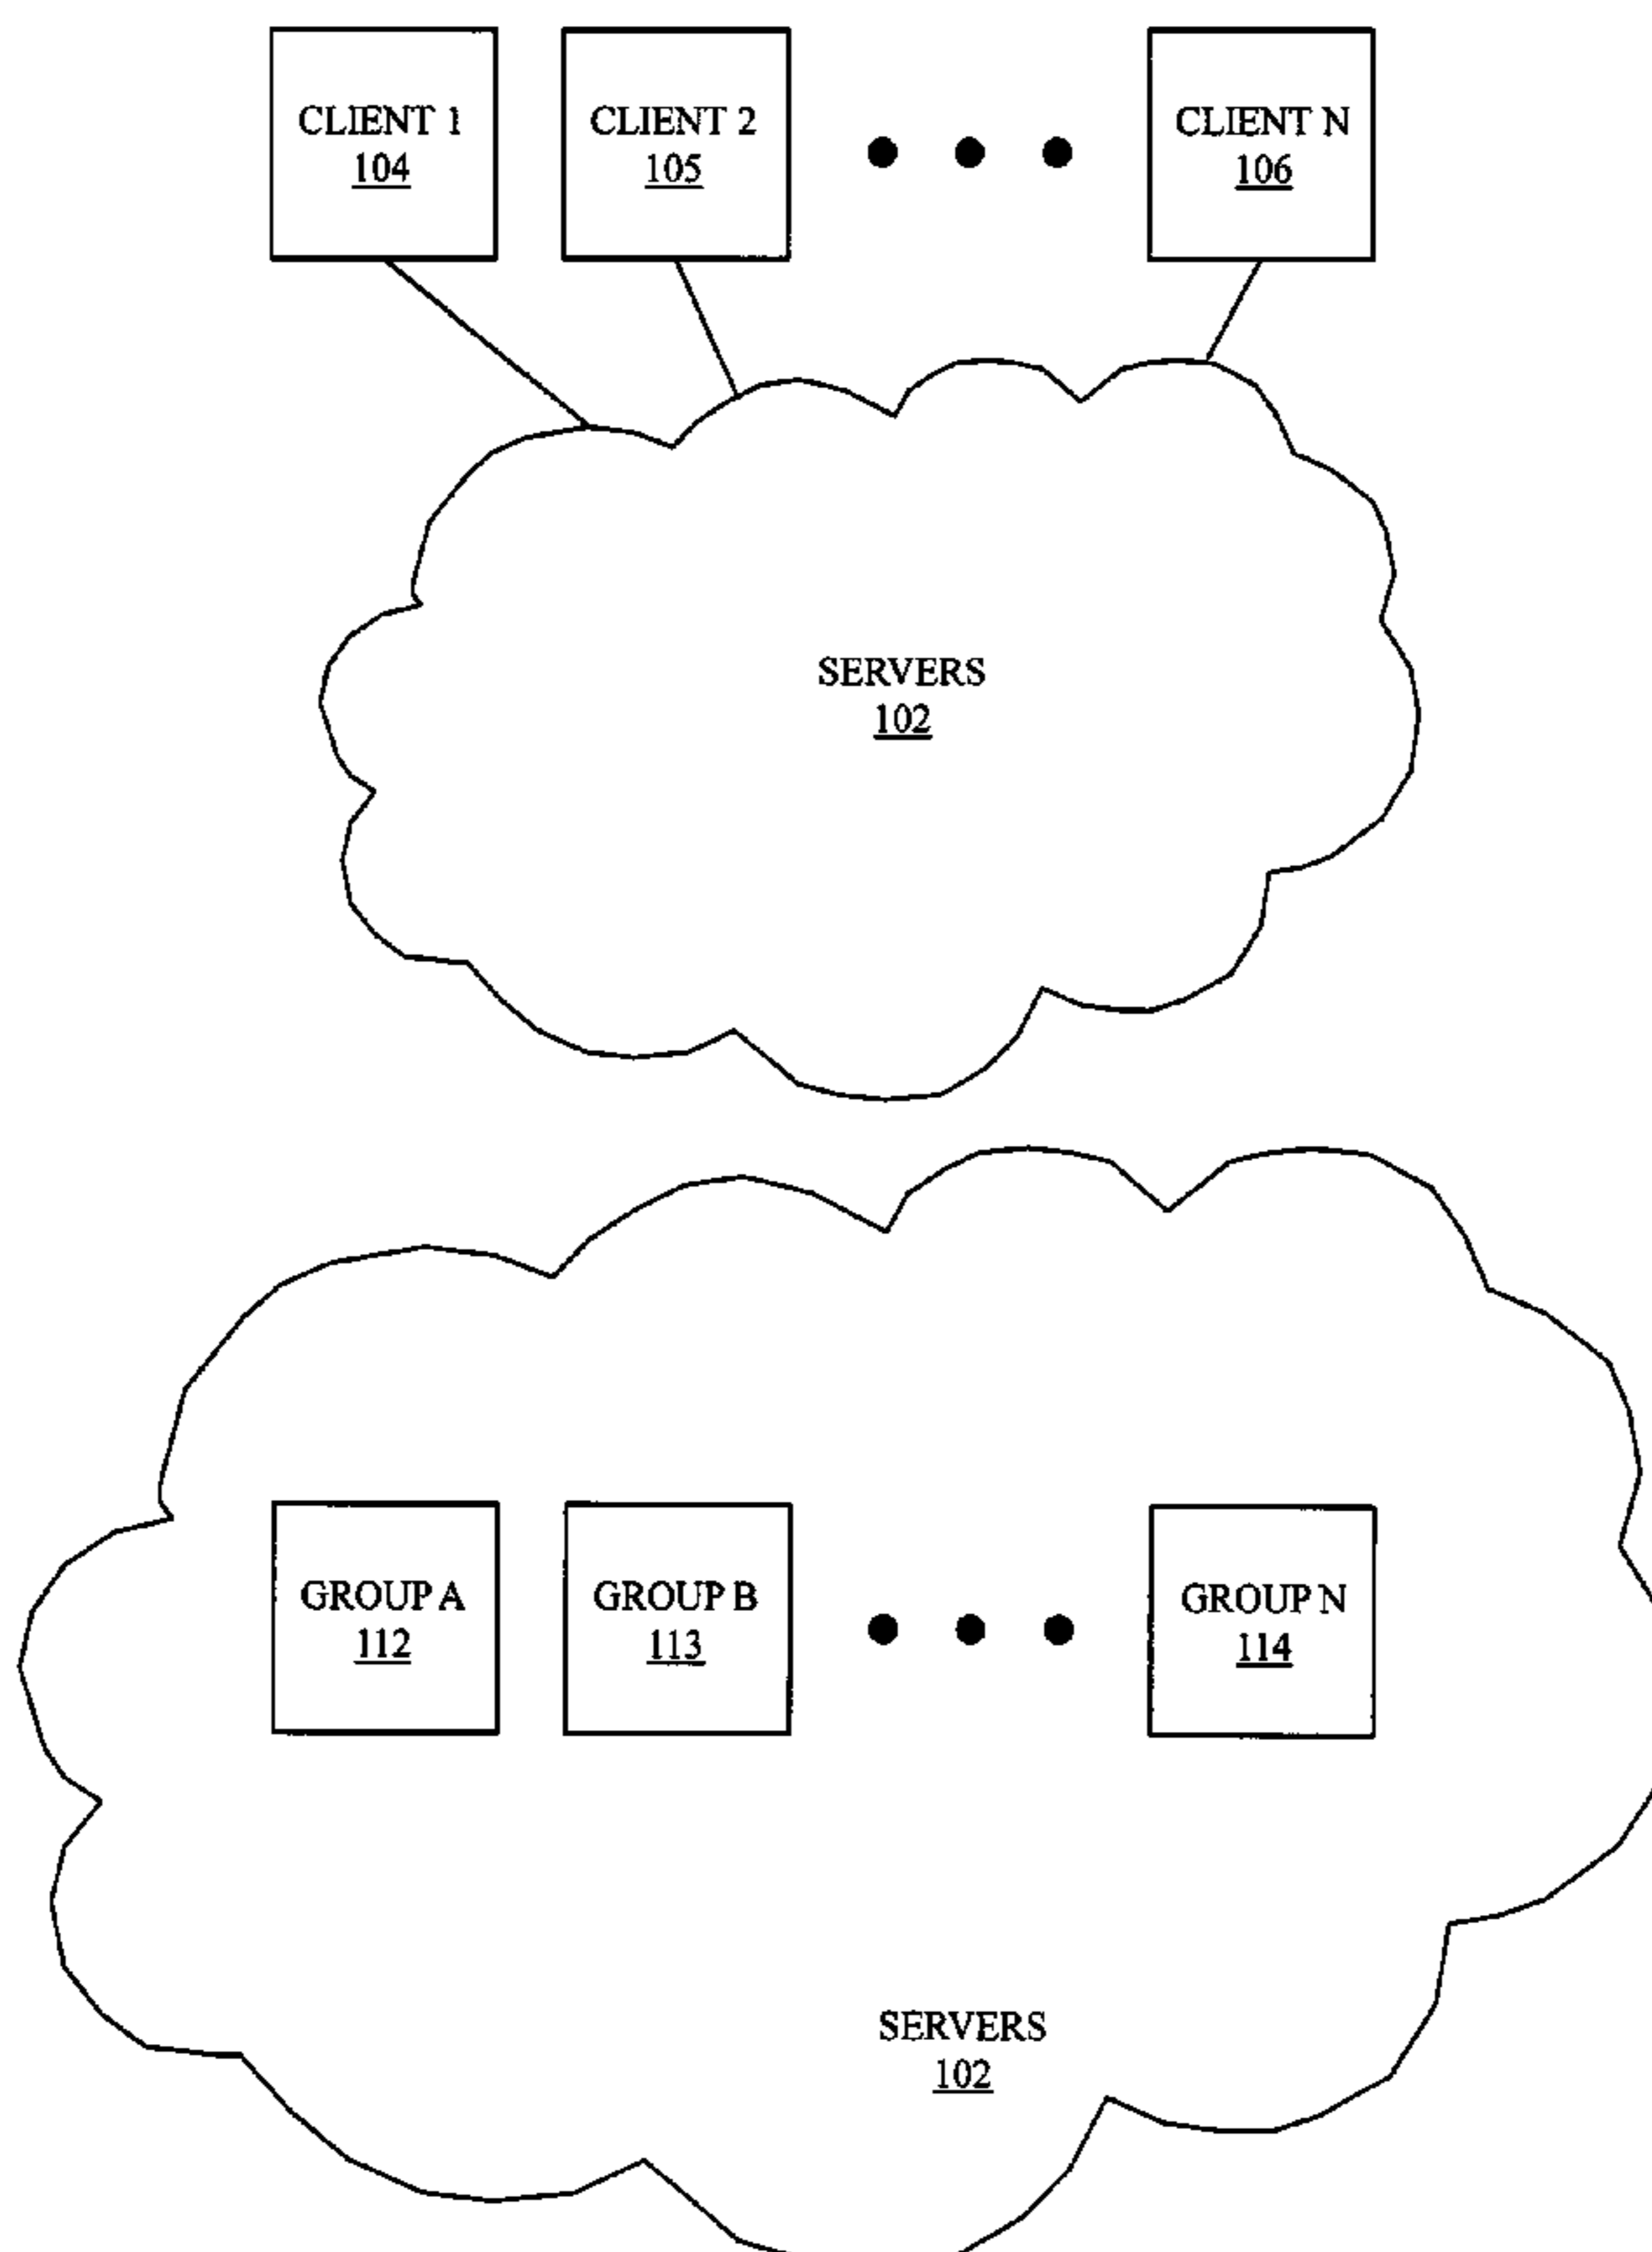 CLIENT 1
104
CLIENT 2
105
CLIENT N
106
SERVERS
102
GROUP A
112
GROUP B
113
GROUP N
114
SERVERS
102